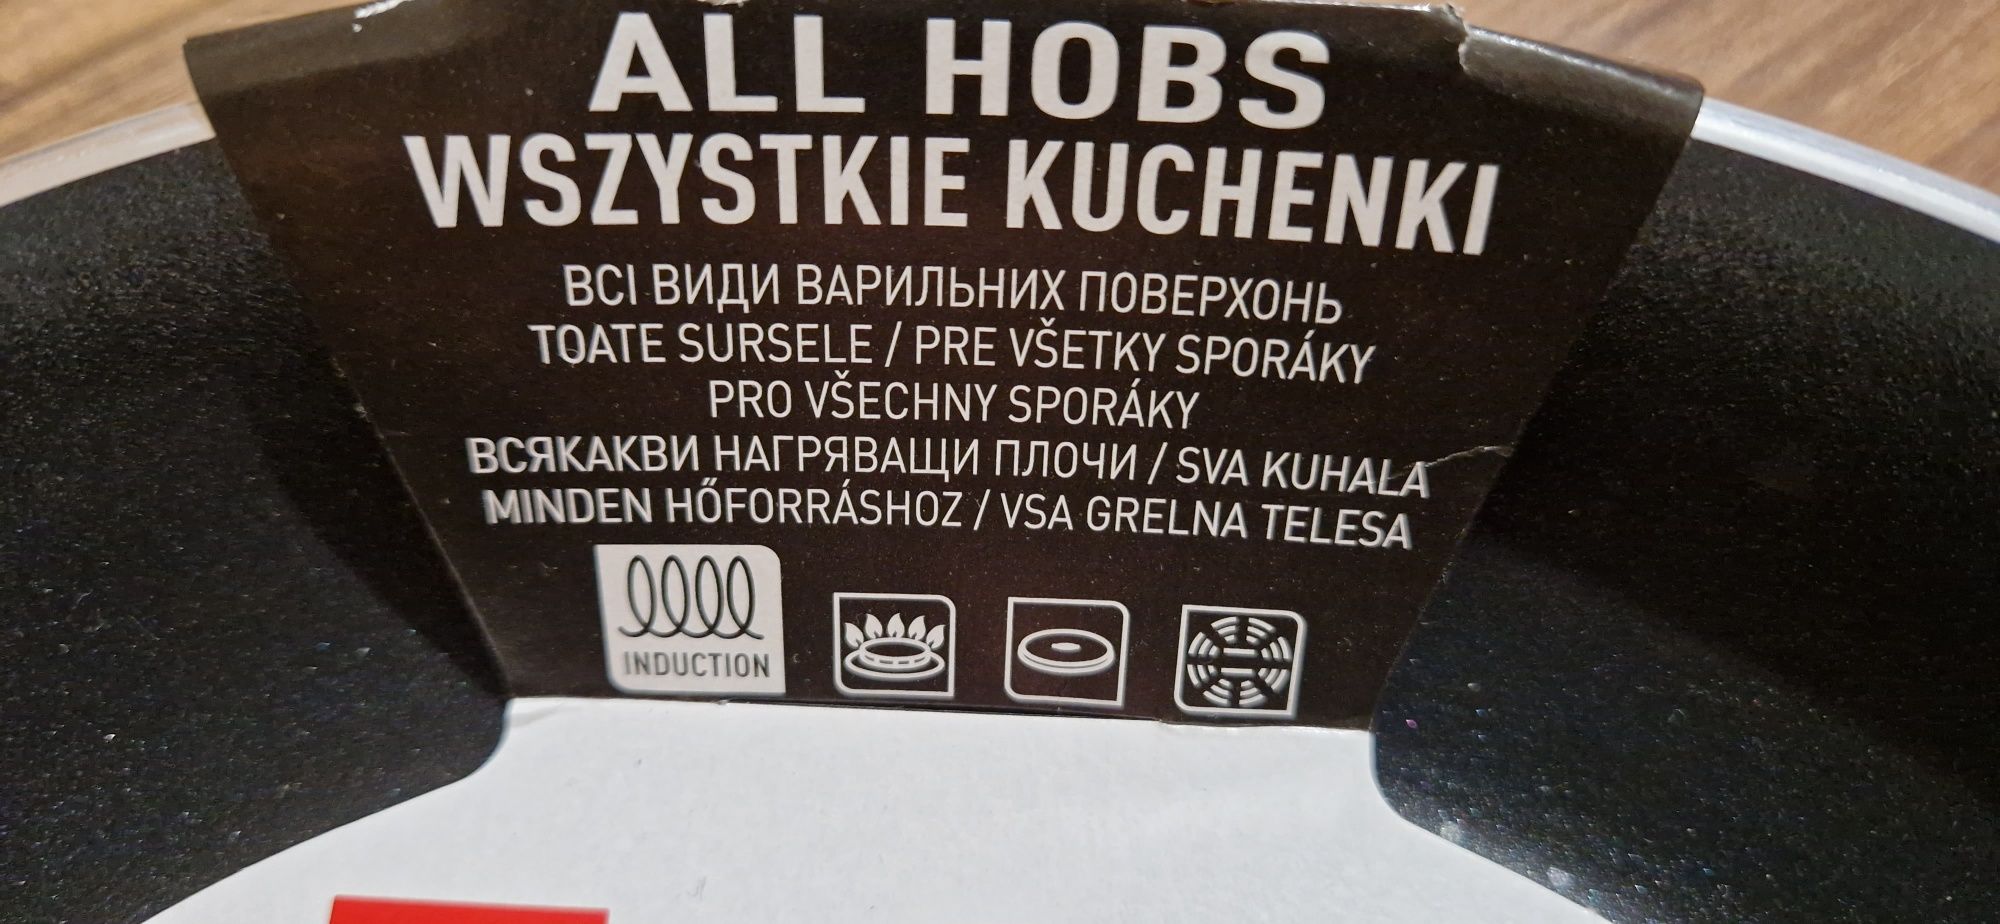 ALL HOBS
WSZYSTKIE KUCHENKI
ВСІ ВИДИ ВАРИЛЬНИХ ПОВЕРХОНЬ
TOATE SURSELE / PRE VŠETKY SPORÁKY
PRO VŠECHNY SPORÁKY
ВСЯКАКВИ НАГРЯВАЩИ ПЛОЧИ / SVA KUHALA
MINDEN HŐFORRÁSHOZ / VSA GRELNA TELESA
INDUCTION